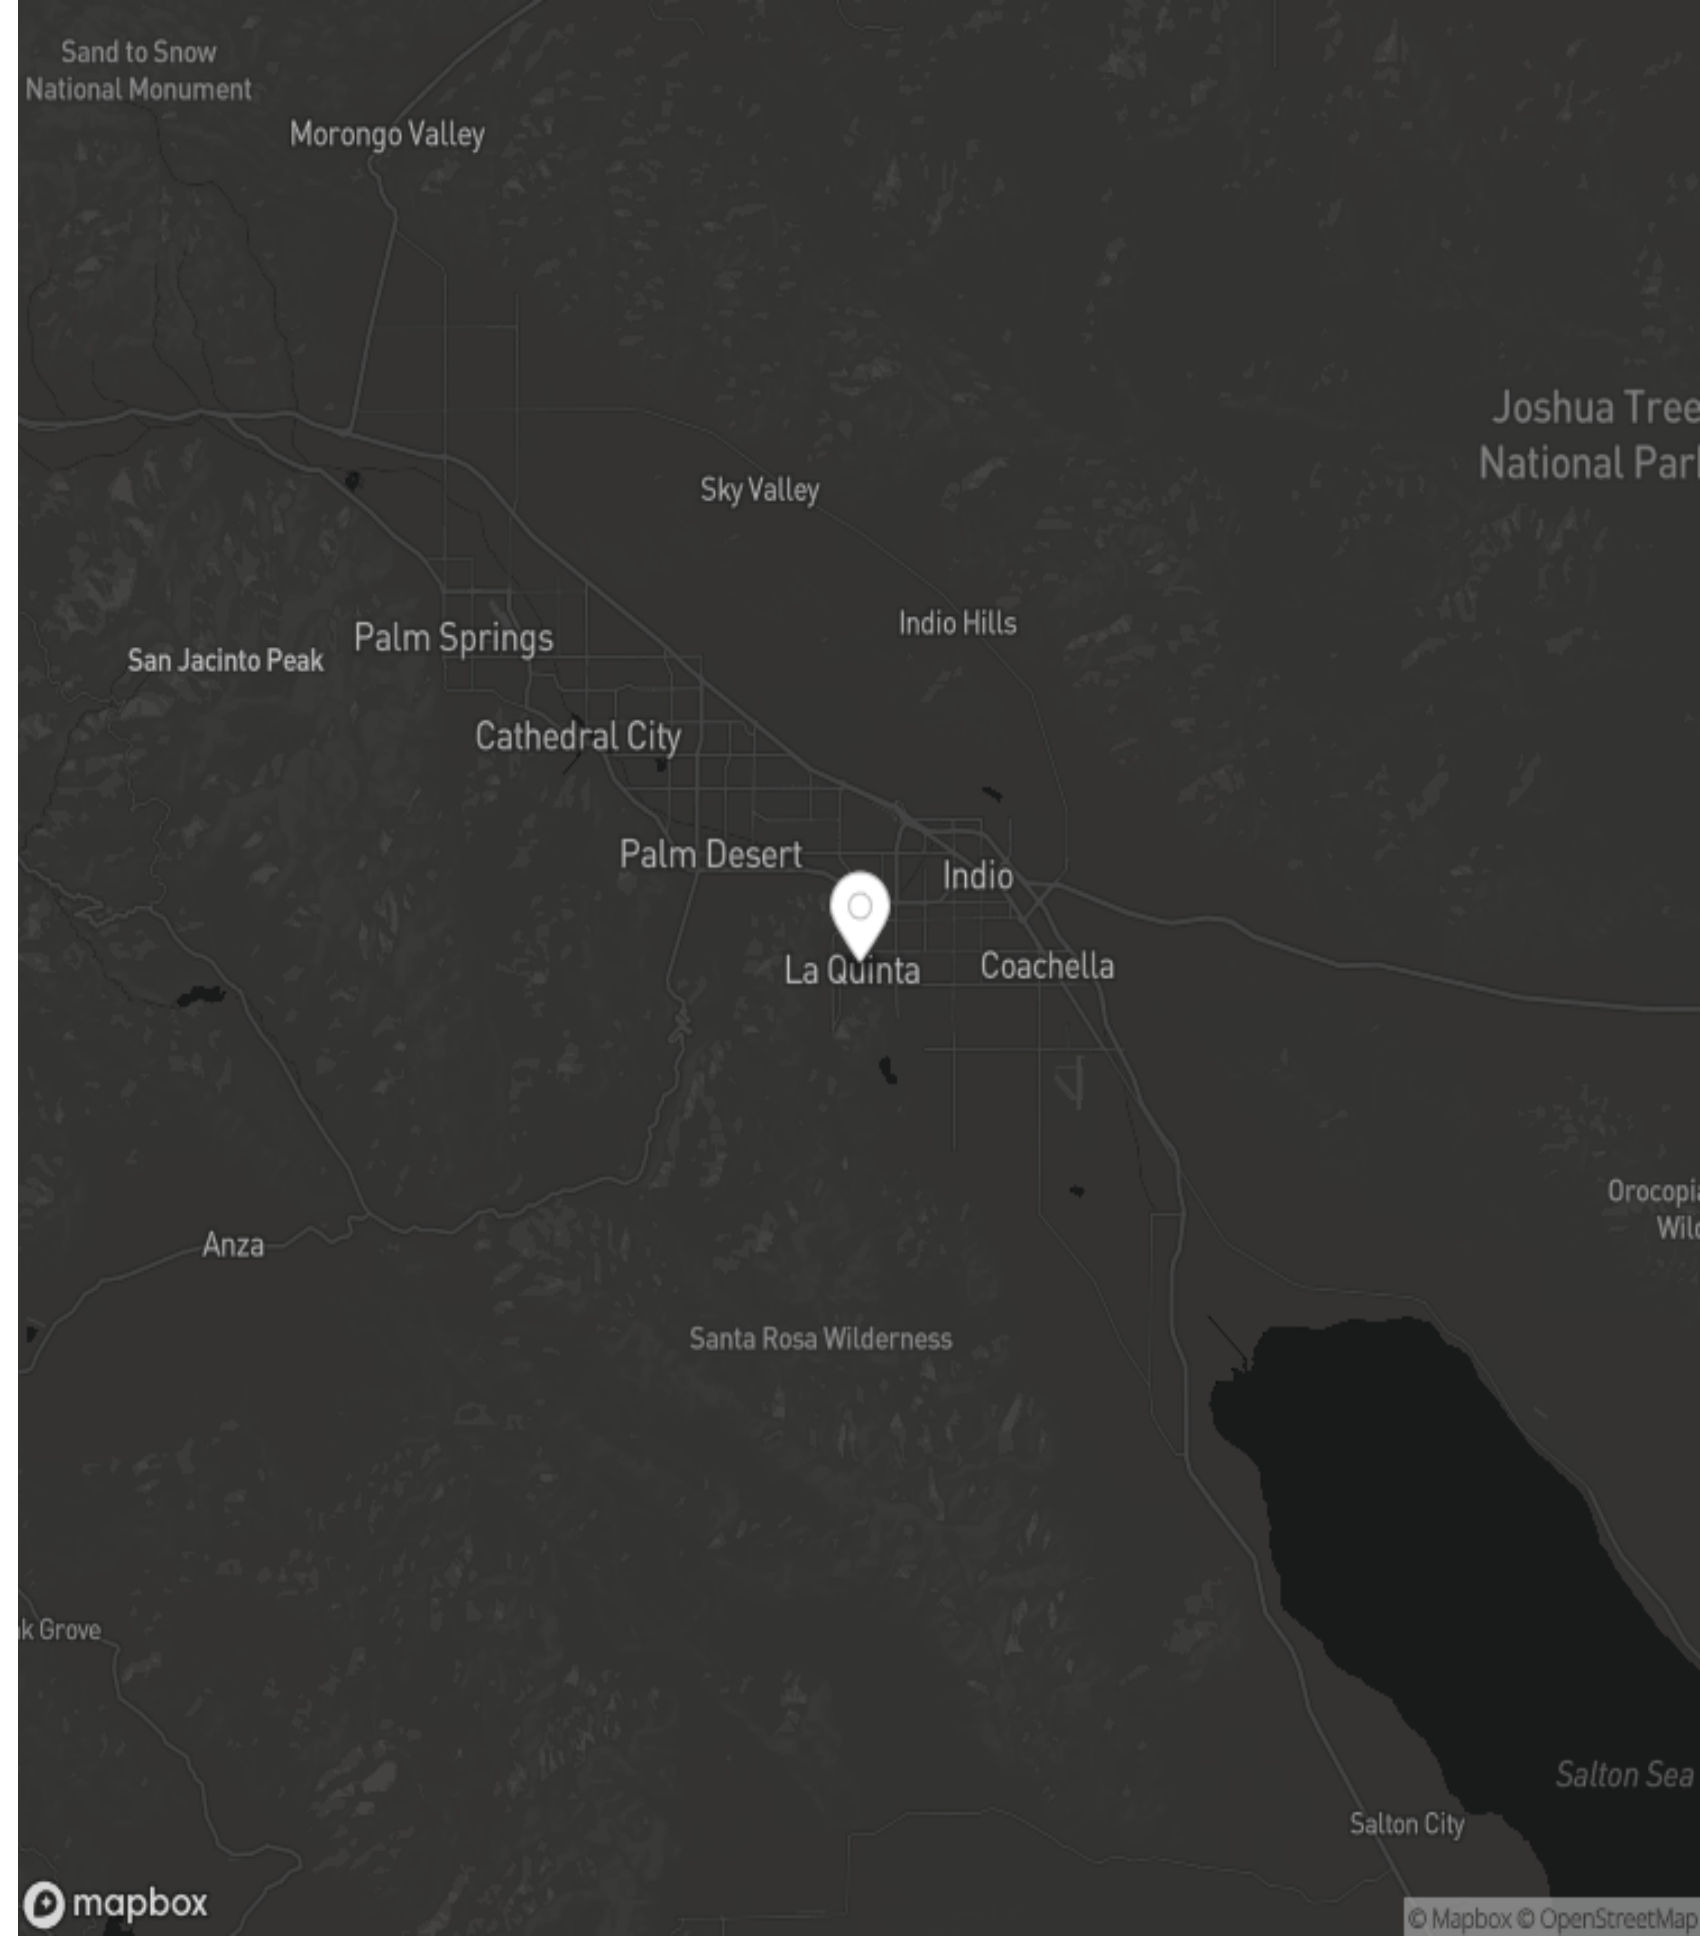 Sand to Snow
National Monument
Morongo Valley
Joshua Tree
National Par
Sky Valley
Indio Hills
Palm Springs
San Jacinto Peak
Cathedral City
Palm Desert
Indio
La Quinta
Coachella
Orocopia
Wild
Anza
Santa Rosa Wilderness
k Grove
Salton Sea
Salton City
mapbox
© Mapbox © OpenStreetMap